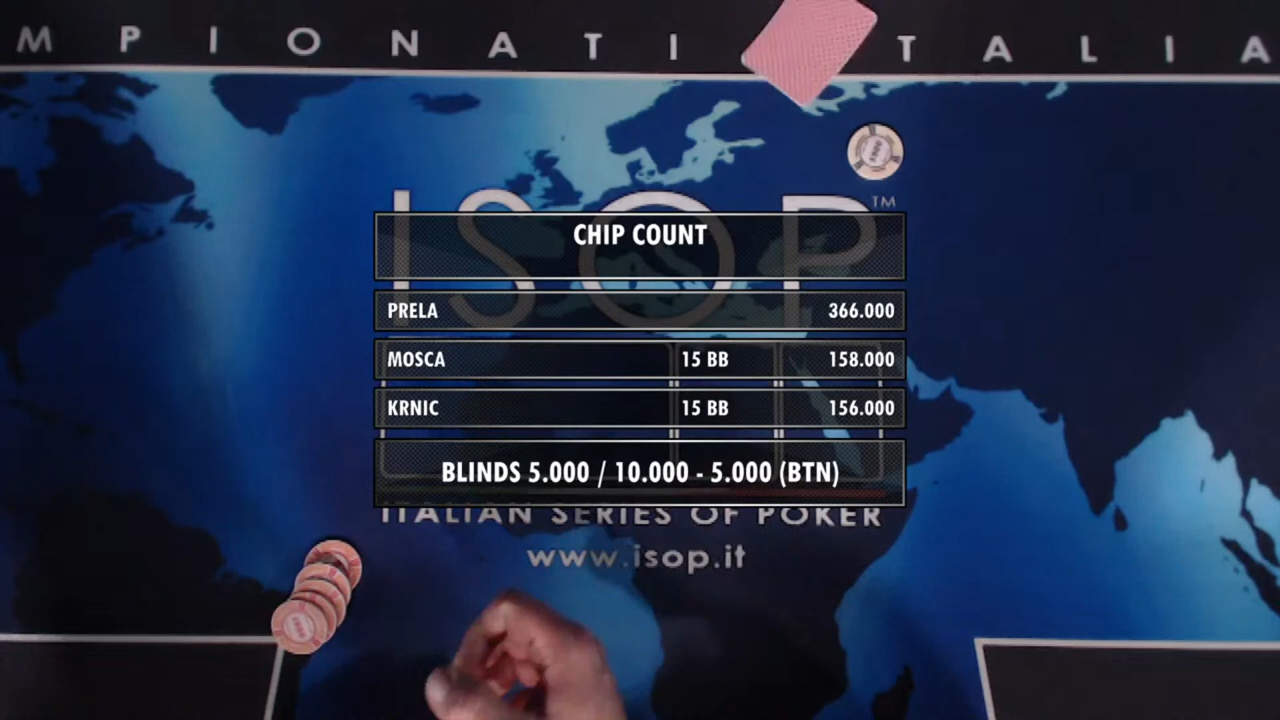 MPIONATI TALIA
ISOP™
CHIP COUNT
PRELA 366.000
MOSCA 15 BB 158.000
KRNIC 15 BB 156.000
BLINDS 5.000 / 10.000 - 5.000 (BTN)
ITALIAN SERIES OF POKER
www.isop.it